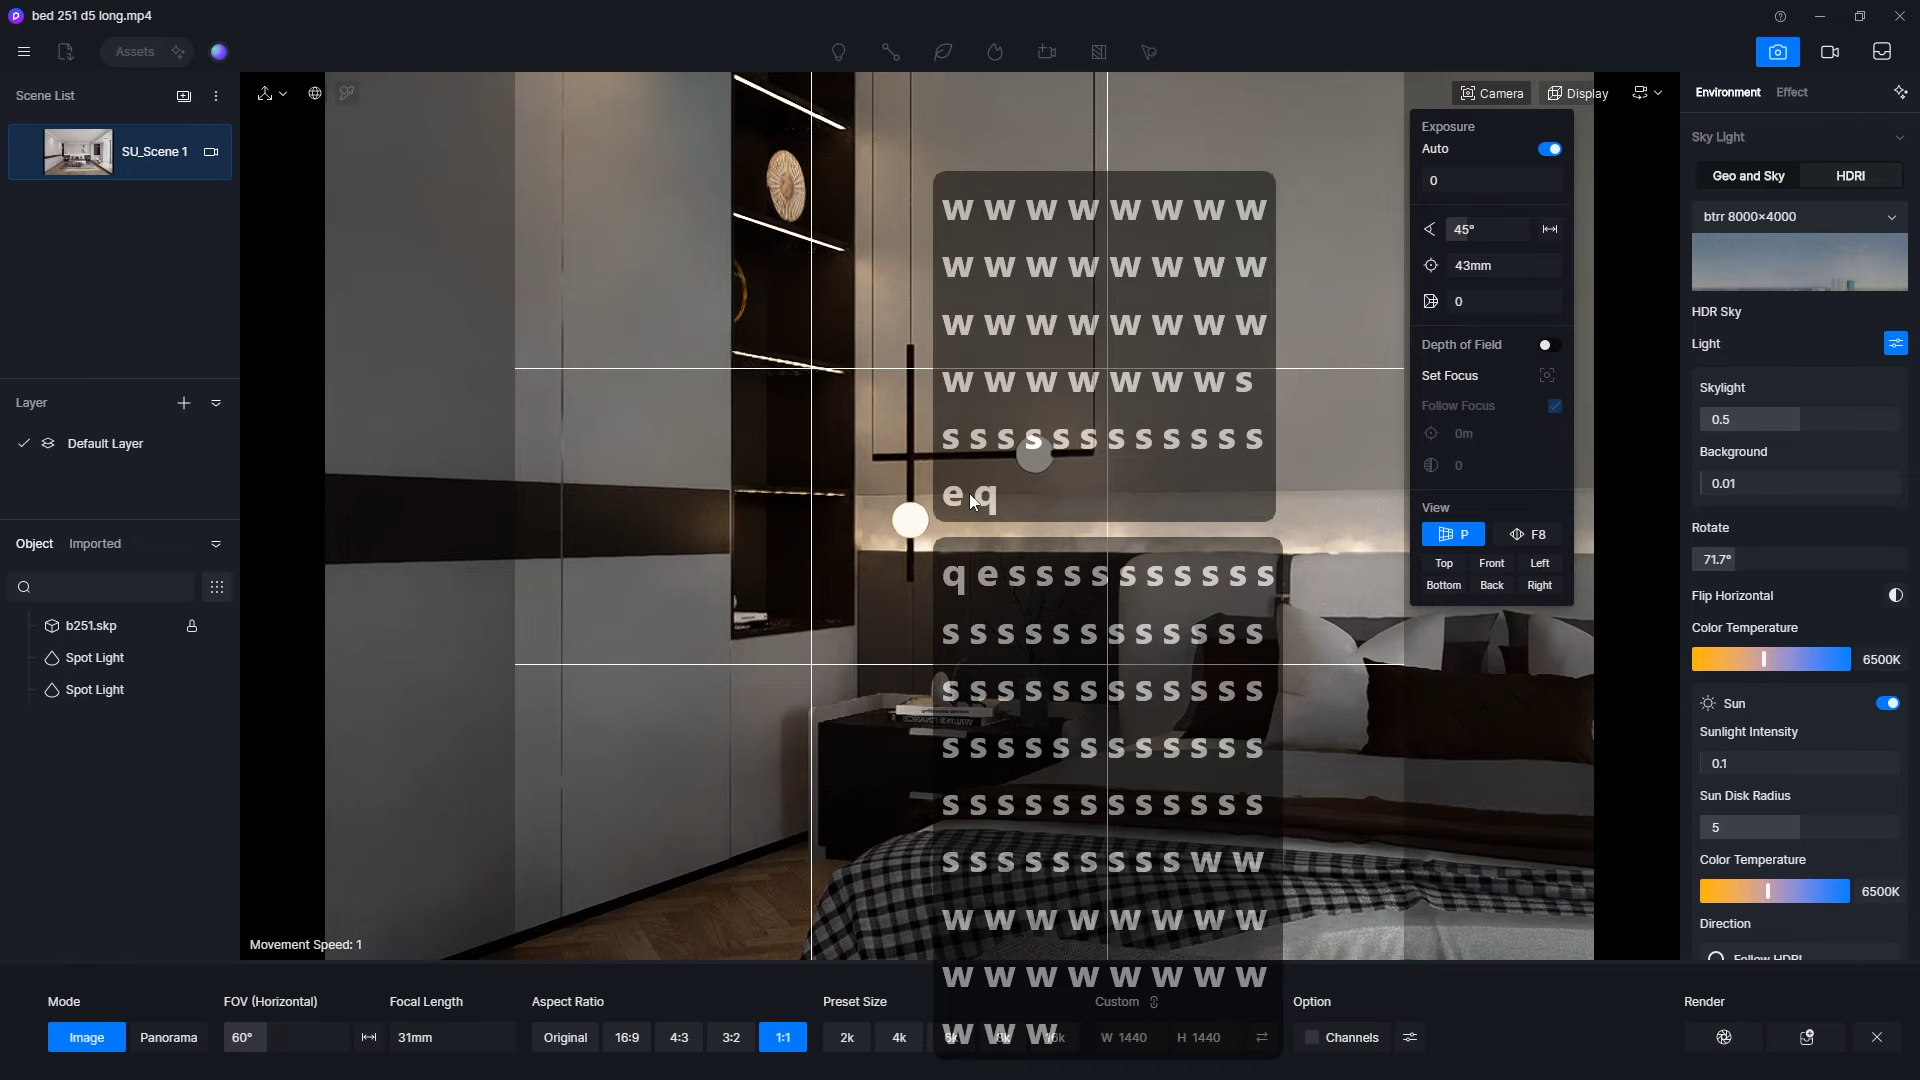 bed 251 d5 long.mp4
Assets
Scene List
SU_Scene 1
Layer
Default Layer
Object Imported
b251.skp
Spot Light
Spot Light
Camera Display
Exposure
Auto
0
45°
43mm
0
Depth of Field
Set Focus
Follow Focus
0m
0
View
P F8
Top Front Left
Bottom Back Right
w w w w w w w w
w w w w w w w w
w w w w w w w w
w w w w w w w s
s s s s s s s s s s s s
e q
q e s s s s s s s s s s
s s s s s s s s s s s s
s s s s s s s s s s s s
s s s s s s s s s s s s
s s s s s s s s s s s s
s s s s s s s s s w w
w w w w w w w w
w w w w w w w w
w w w
Movement Speed: 1
Environment Effect
Sky Light
Geo and Sky HDRI
btrr 8000×4000
HDR Sky
Light
Skylight
0.5
Background
0.01
Rotate
71.7°
Flip Horizontal
Color Temperature
6500K
Sun
Sunlight Intensity
0.1
Sun Disk Radius
5
Color Temperature
6500K
Direction
Follow HDRI
Mode FOV (Horizontal) Focal Length Aspect Ratio Preset Size Custom Option Render
Image Panorama 60° 31mm Original 16:9 4:3 3:2 1:1 2k 4k 6k 8k 16k W 1440 H 1440 Channels